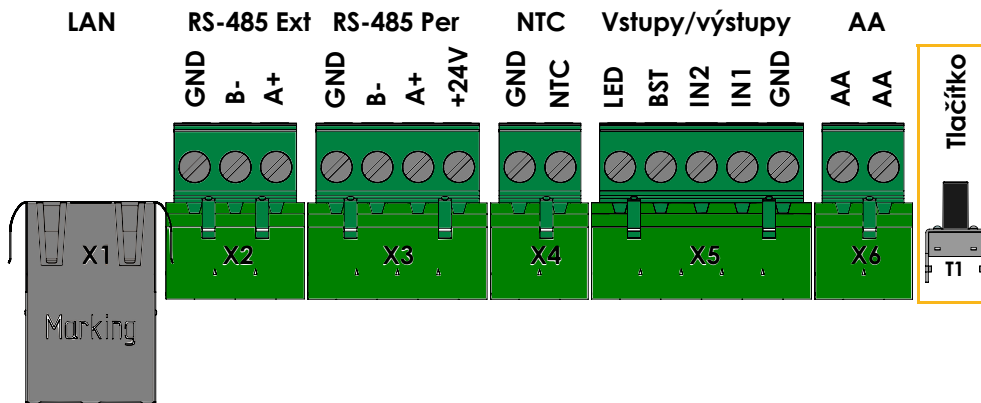 LAN RS-485 Ext RS-485 Per NTC Vstupy/výstupy AA
GND B- A+ GND B- A+ +24V GND NTC LED BST IN2 IN1 GND AA AA Tlačítko
X1 X2 X3 X4 X5 X6 T1
Marking